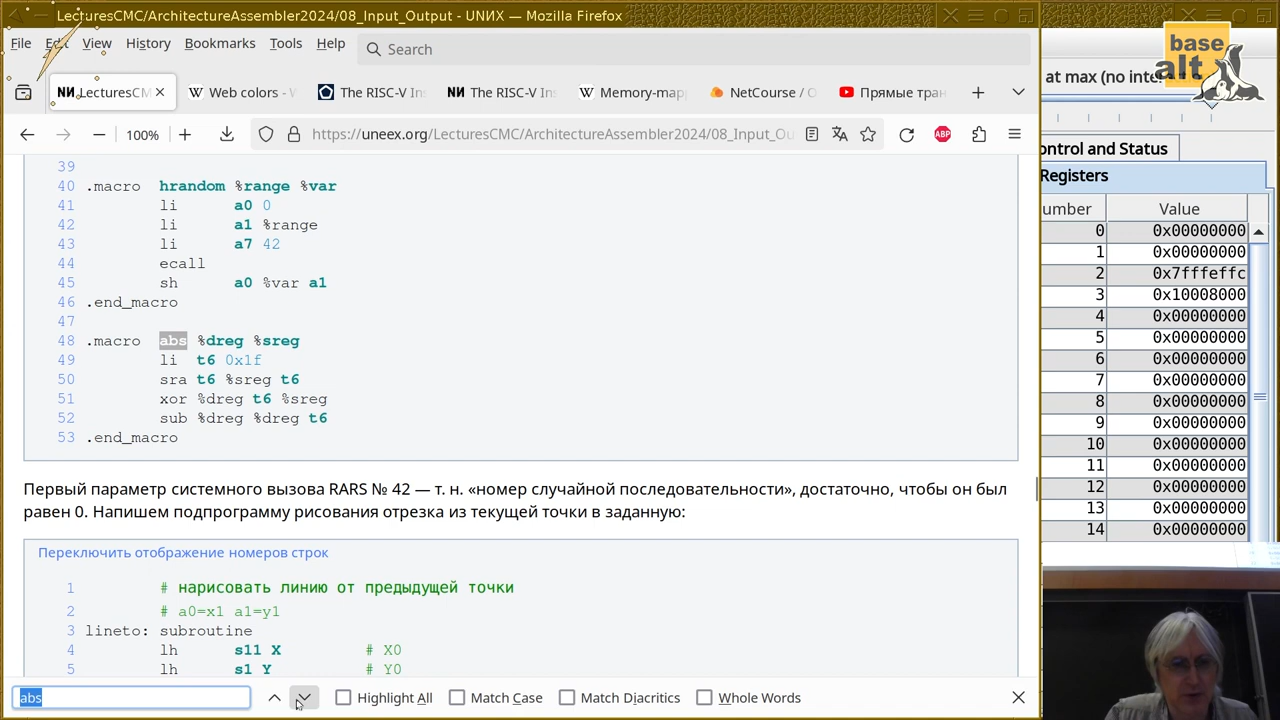 LecturesCMC/ArchitectureAssembler2024/08_Input_Output - UNИX — Mozilla Firefox
File Edit View History Bookmarks Tools Help Search
LecturesCM Web colors - W The RISC-V Ins The RISC-V Ins Memory-map NetCourse / O Прямые тран
100% https://uneex.org/LecturesCMC/ArchitectureAssembler2024/08_Input_Ou ABP
39
40 .macro hrandom %range %var
41 li a0 0
42 li a1 %range
43 li a7 42
44 ecall
45 sh a0 %var a1
46 .end_macro
47
48 .macro abs %dreg %sreg
49 li t6 0x1f
50 sra t6 %sreg t6
51 xor %dreg t6 %sreg
52 sub %dreg %dreg t6
53 .end_macro
Первый параметр системного вызова RARS № 42 — т. н. «номер случайной последовательности», достаточно, чтобы он был
равен 0. Напишем подпрограмму рисования отрезка из текущей точки в заданную:
Переключить отображение номеров строк
1 # нарисовать линию от предыдущей точки
2 # a0=x1 a1=y1
3 lineto: subroutine
4 lh s11 X # X0
5 lh s1 Y # Y0
abs Highlight All Match Case Match Diacritics Whole Words
base
alt
at max (no inte
ontrol and Status
Registers
umber Value
0 0x00000000
1 0x00000000
2 0x7fffeffc
3 0x10008000
4 0x00000000
5 0x00000000
6 0x00000000
7 0x00000000
8 0x00000000
9 0x00000000
10 0x00000000
11 0x00000000
12 0x00000000
13 0x00000000
14 0x00000000